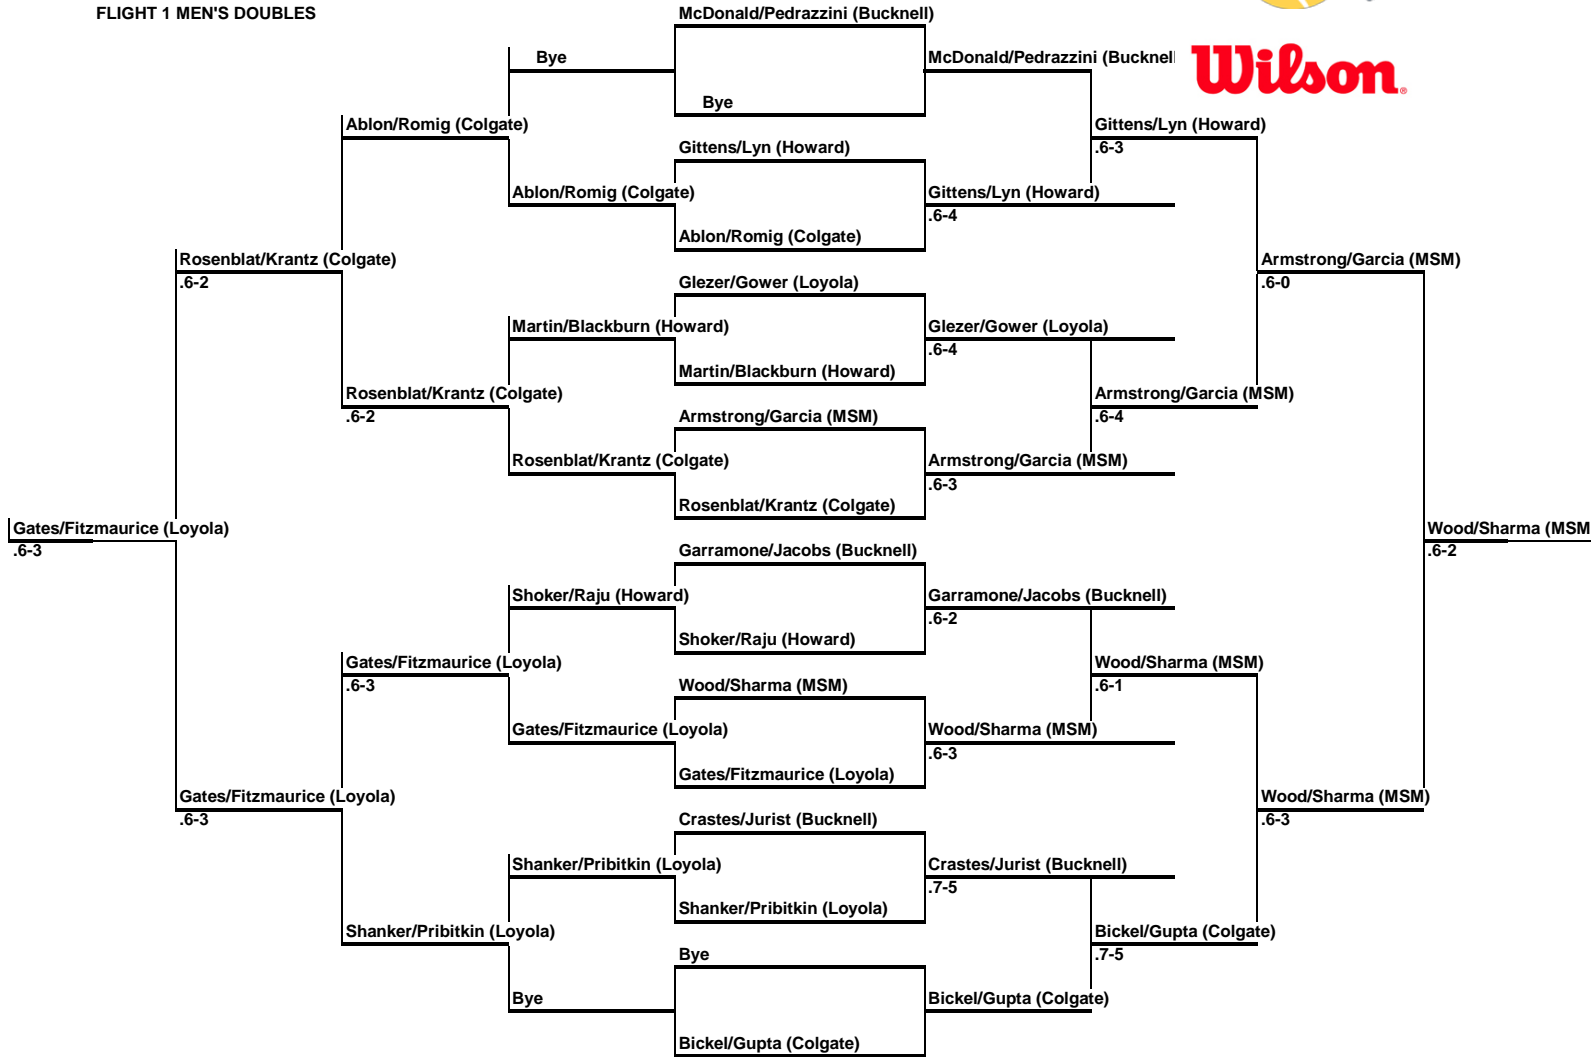 FLIGHT 1 MEN'S DOUBLES
McDonald/Pedrazzini (Bucknell)
Bye
McDonald/Pedrazzini (Bucknell
Wilson
Bye
Ablon/Romig (Colgate)
Gittens/Lyn (Howard)
.6-3
Gittens/Lyn (Howard)
Ablon/Romig (Colgate)
Gittens/Lyn (Howard)
.6-4
Ablon/Romig (Colgate)
Rosenblat/Krantz (Colgate)
.6-2
Armstrong/Garcia (MSM)
.6-0
Glezer/Gower (Loyola)
Martin/Blackburn (Howard)
Glezer/Gower (Loyola)
.6-4
Martin/Blackburn (Howard)
Rosenblat/Krantz (Colgate)
.6-2
Armstrong/Garcia (MSM)
.6-4
Armstrong/Garcia (MSM)
Rosenblat/Krantz (Colgate)
Armstrong/Garcia (MSM)
.6-3
Rosenblat/Krantz (Colgate)
Gates/Fitzmaurice (Loyola)
.6-3
Wood/Sharma (MSM
.6-2
Garramone/Jacobs (Bucknell)
Shoker/Raju (Howard)
Garramone/Jacobs (Bucknell)
.6-2
Shoker/Raju (Howard)
Gates/Fitzmaurice (Loyola)
.6-3
Wood/Sharma (MSM)
.6-1
Wood/Sharma (MSM)
Gates/Fitzmaurice (Loyola)
Wood/Sharma (MSM)
.6-3
Gates/Fitzmaurice (Loyola)
Gates/Fitzmaurice (Loyola)
.6-3
Wood/Sharma (MSM)
.6-3
Crastes/Jurist (Bucknell)
Shanker/Pribitkin (Loyola)
Crastes/Jurist (Bucknell)
.7-5
Shanker/Pribitkin (Loyola)
Shanker/Pribitkin (Loyola)
Bickel/Gupta (Colgate)
.7-5
Bye
Bye
Bickel/Gupta (Colgate)
Bickel/Gupta (Colgate)